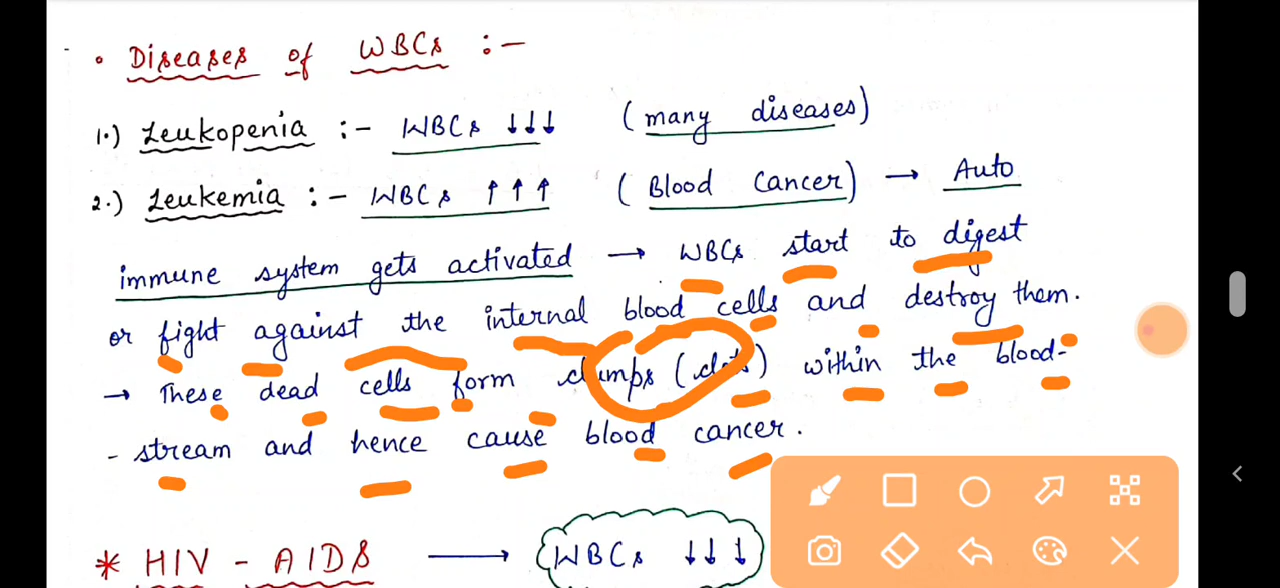 • Diseases of WBCs :-
1.) Leukopenia :- WBCs ↓↓↓ (many diseases)
2.) Leukemia :- WBCs ↑↑↑ (Blood Cancer) → Auto
immune system gets activated → WBCs start to digest
or fight against the internal blood cells and destroy them.
→ These dead cells form clumps (clots) within the blood-
- stream and hence cause blood cancer.
* HIV - AIDS → WBCs ↓↓↓